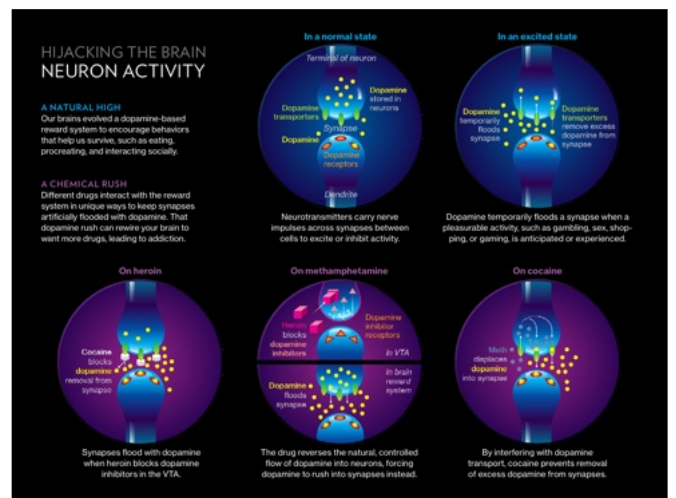 HIJACKING THE BRAIN
NEURON ACTIVITY
A NATURAL HIGH
Our brains evolved a dopamine-based
reward system to encourage behaviors
that help us survive, such as eating,
procreating, and interacting socially.
A CHEMICAL RUSH
Different drugs interact with the reward
system in unique ways to keep synapses
artificially flooded with dopamine. That
dopamine rush can rewire your brain to
want more drugs, leading to addiction.
In a normal state
Terminal of neuron
Dopamine
stored in
neurons
Dopamine
transporters
Synapse
Dopamine
Dopamine
receptors
Dendrite
Neurotransmitters carry nerve
impulses across synapses between
cells to excite or inhibit activity.
In an excited state
Dopamine
temporarily
floods
synapse
Dopamine
transporters
remove excess
dopamine from
synapse
Dopamine temporarily floods a synapse when a
pleasurable activity, such as gambling, sex, shop-
ping, or gaming, is anticipated or experienced.
On heroin
Cocaine
blocks
dopamine
removal from
synapse
Synapses flood with dopamine
when heroin blocks dopamine
inhibitors in the VTA.
On methamphetamine
Heroin
blocks
dopamine
inhibitors
Dopamine
inhibitor
receptors
In VTA
In brain
reward
system
Dopamine
floods
synapse
The drug reverses the natural, controlled
flow of dopamine into neurons, forcing
dopamine to rush into synapses instead.
On cocaine
Meth
displaces
dopamine
into synapse
By interfering with dopamine
transport, cocaine prevents removal
of excess dopamine from synapses.